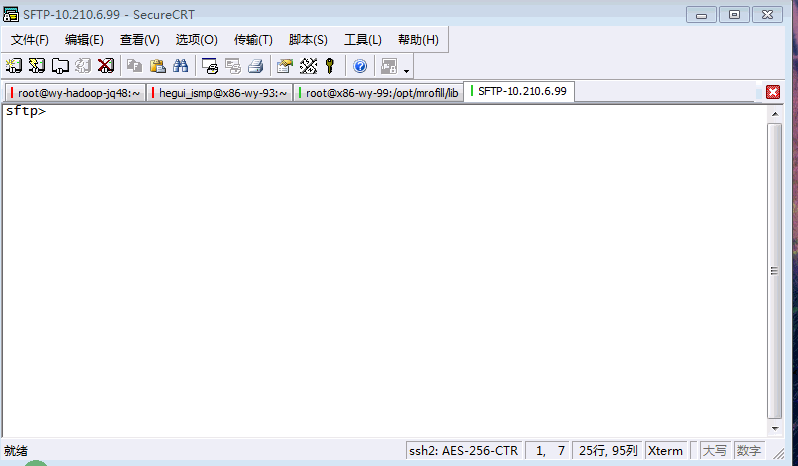 SFTP-10.210.6.99 - SecureCRT
文件(F) 编辑(E) 查看(V) 选项(O) 传输(T) 脚本(S) 工具(L) 帮助(H)
root@wy-hadoop-jq48:~ hegui_ismp@x86-wy-93:~ root@x86-wy-99:/opt/mrofill/lib SFTP-10.210.6.99
sftp>
就绪 ssh2: AES-256-CTR 1, 7 25行, 95列 Xterm 大写 数字